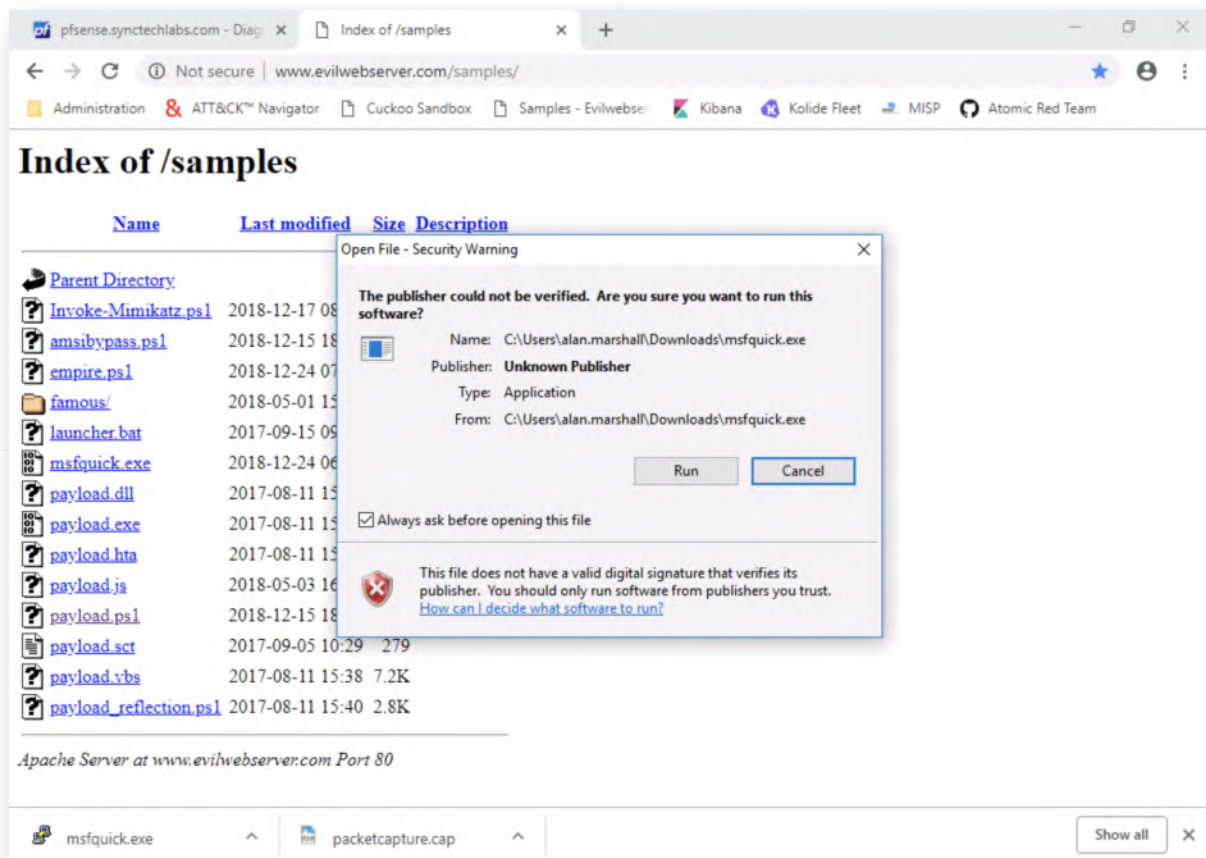 pfsense.synctechlabs.com - Diag
Index of /samples
Not secure | www.evilwebserver.com/samples/
Administration ATT&CK™ Navigator Cuckoo Sandbox Samples - Evilwebse Kibana Kolide Fleet MISP Atomic Red Team
Index of /samples
Name Last modified Size Description
Parent Directory
Invoke-Mimikatz.ps1 2018-12-17 08
amsibypass.ps1 2018-12-15 18
empire.ps1 2018-12-24 07
famous/ 2018-05-01 15
launcher.bat 2017-09-15 09
msfquick.exe 2018-12-24 06
payload.dll 2017-08-11 15
payload.exe 2017-08-11 15
payload.hta 2017-08-11 15
payload.js 2018-05-03 16
payload.ps1 2018-12-15 18
payload.sct 2017-09-05 10:29 279
payload.vbs 2017-08-11 15:38 7.2K
payload_reflection.ps1 2017-08-11 15:40 2.8K
Apache Server at www.evilwebserver.com Port 80
Open File - Security Warning
The publisher could not be verified. Are you sure you want to run this
software?
Name: C:\Users\alan.marshall\Downloads\msfquick.exe
Publisher: Unknown Publisher
Type: Application
From: C:\Users\alan.marshall\Downloads\msfquick.exe
Run Cancel
Always ask before opening this file
This file does not have a valid digital signature that verifies its
publisher. You should only run software from publishers you trust.
How can I decide what software to run?
msfquick.exe packetcapture.cap Show all